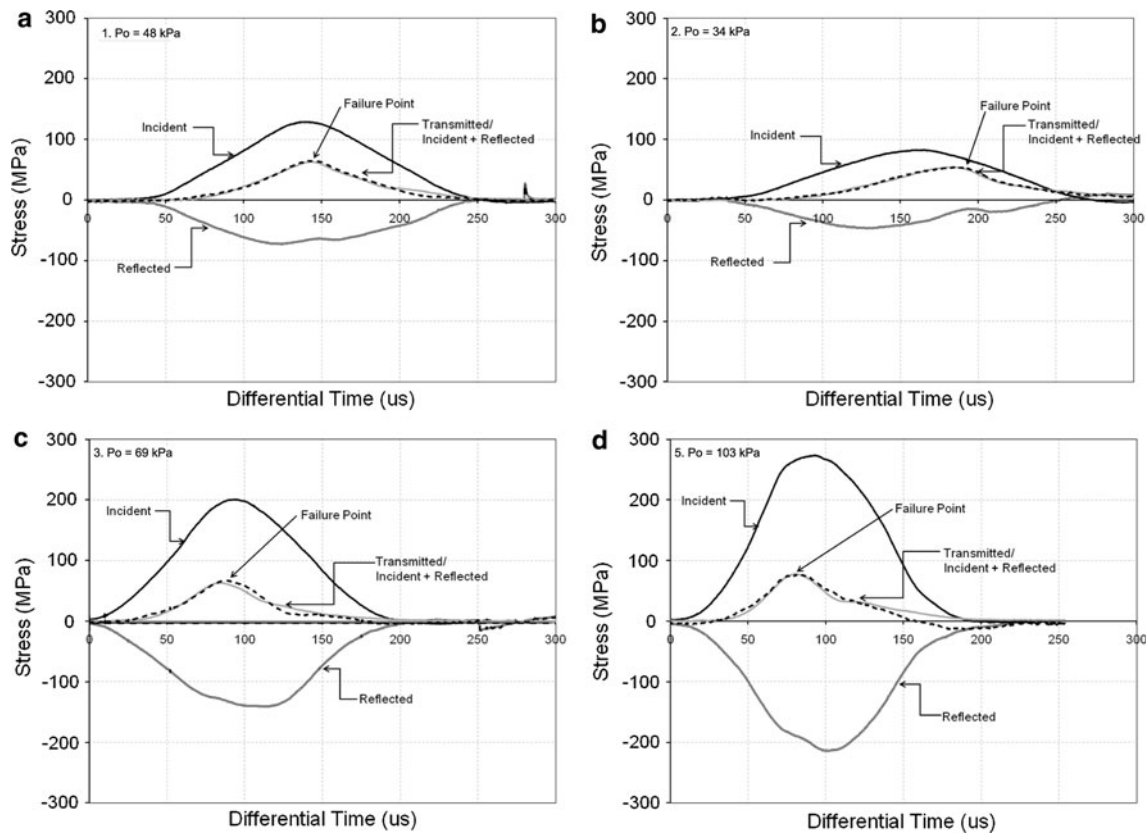 a
1. Po = 48 kPa
300
200
100
0
-100
-200
-300
0
50
100
150
200
250
300
Stress (MPa)
Differential Time (us)
Incident
Failure Point
Transmitted/
Incident + Reflected
Reflected
b
2. Po = 34 kPa
300
200
100
0
-100
-200
-300
0
50
100
150
200
250
300
Stress (MPa)
Differential Time (us)
Incident
Failure Point
Transmitted/
Incident + Reflected
Reflected
c
3. Po = 69 kPa
300
200
100
0
-100
-200
-300
0
50
100
150
200
250
300
Stress (MPa)
Differential Time (us)
Incident
Failure Point
Transmitted/
Incident + Reflected
Reflected
d
5. Po = 103 kPa
300
200
100
0
-100
-200
-300
0
50
100
150
200
250
300
Stress (MPa)
Differential Time (us)
Incident
Failure Point
Transmitted/
Incident + Reflected
Reflected